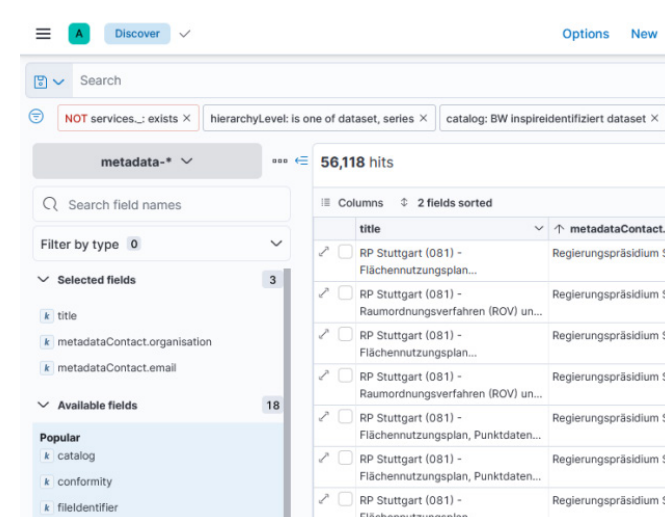 A Discover
Options New
Search
NOT services._: exists × hierarchyLevel: is one of dataset, series × catalog: BW inspireidentifiziert dataset ×
metadata-*
56,118 hits
Search field names
Columns 2 fields sorted
Filter by type 0
title metadataContact.
Selected fields 3
k title
k metadataContact.organisation
k metadataContact.email
Available fields 18
Popular
k catalog
k conformity
k fileIdentifier
RP Stuttgart (081) - Regierungspräsidium S
Flächennutzungsplan...
RP Stuttgart (081) - Regierungspräsidium S
Raumordnungsverfahren (ROV) un...
RP Stuttgart (081) - Regierungspräsidium S
Flächennutzungsplan...
RP Stuttgart (081) - Regierungspräsidium S
Raumordnungsverfahren (ROV) un...
RP Stuttgart (081) - Regierungspräsidium S
Flächennutzungsplan, Punktdaten...
RP Stuttgart (081) - Regierungspräsidium S
Flächennutzungsplan, Punktdaten...
RP Stuttgart (081) - Regierungspräsidium S
Flächennutzungsplan